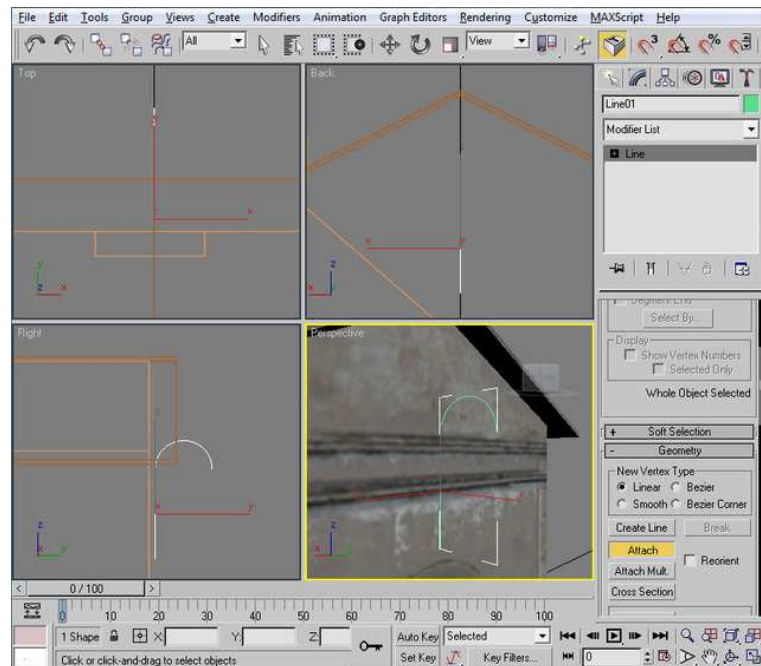 File Edit Tools Group Views Create Modifiers Animation Graph Editors Rendering Customize MAXScript Help
All View 3 %
Top Back
Line01
Modifier List
Line
x x y
y z
z x x
Right Perspective
Segment End
Select By...
Display
Show Vertex Numbers
Selected Only
Whole Object Selected
+ Soft Selection
- Geometry
New Vertex Type
Linear Bezier
Smooth Bezier Corner
Create Line Break
Attach Reorient
Attach Mult.
Cross Section
z y z
x y x
0 / 100
0 10 20 30 40 50 60 70 80 90 100
1 Shape X: Y: Z: Auto Key Selected
Click or click-and-drag to select objects Set Key Key Filters... 0